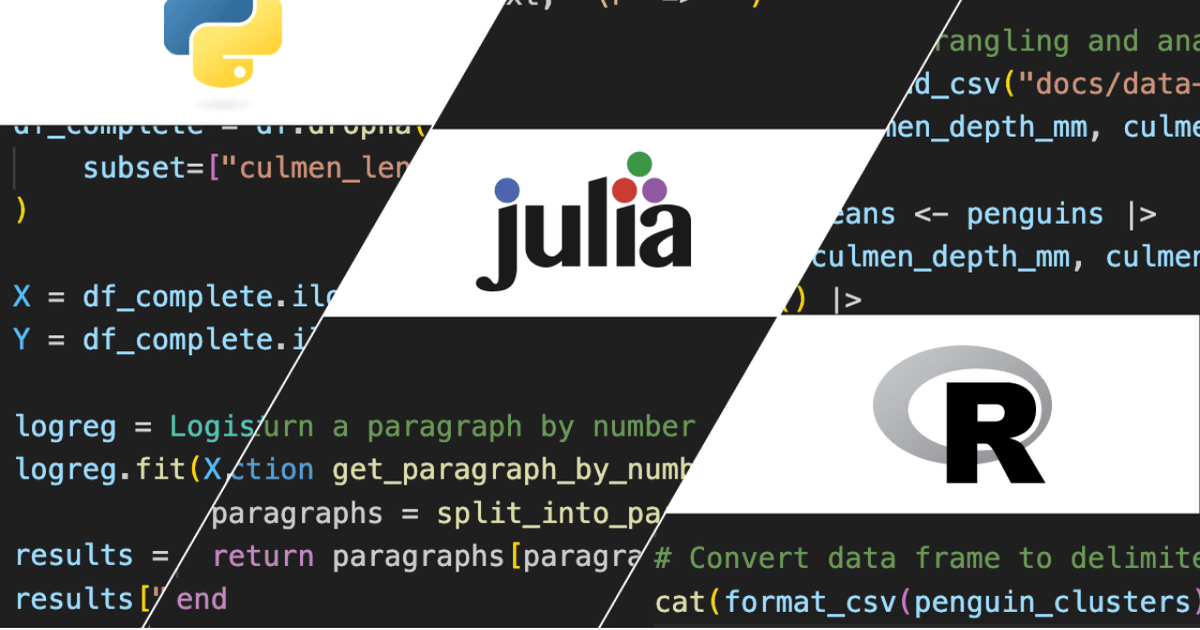 df_complete = df.dropna(
subset=["culmen_len
)
X = df_complete.ilo
Y = df_complete.i
logreg = Logis
logreg.fit(X,
results =
results["
julia
urn a paragraph by number
ction get_paragraph_by_numb
paragraphs = split_into_pa
return paragraphs[paragra
end
rangling and ana
d_csv("docs/data-
men_depth_mm, culme
eans <- penguins |>
culmen_depth_mm, culmen
() |>
R
# Convert data frame to delimite
cat(format_csv(penguin_clusters)